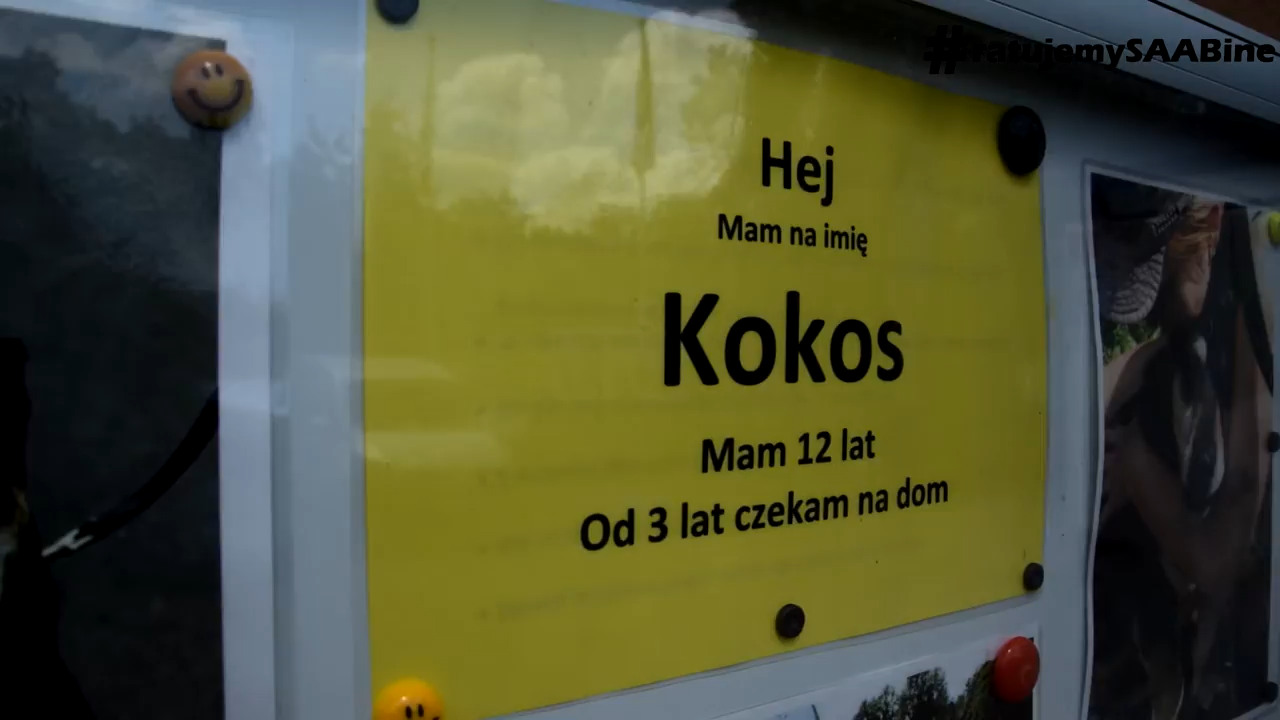 #ratujemySAABine
Hej
Mam na imię
Kokos
Mam 12 lat
Od 3 lat czekam na dom